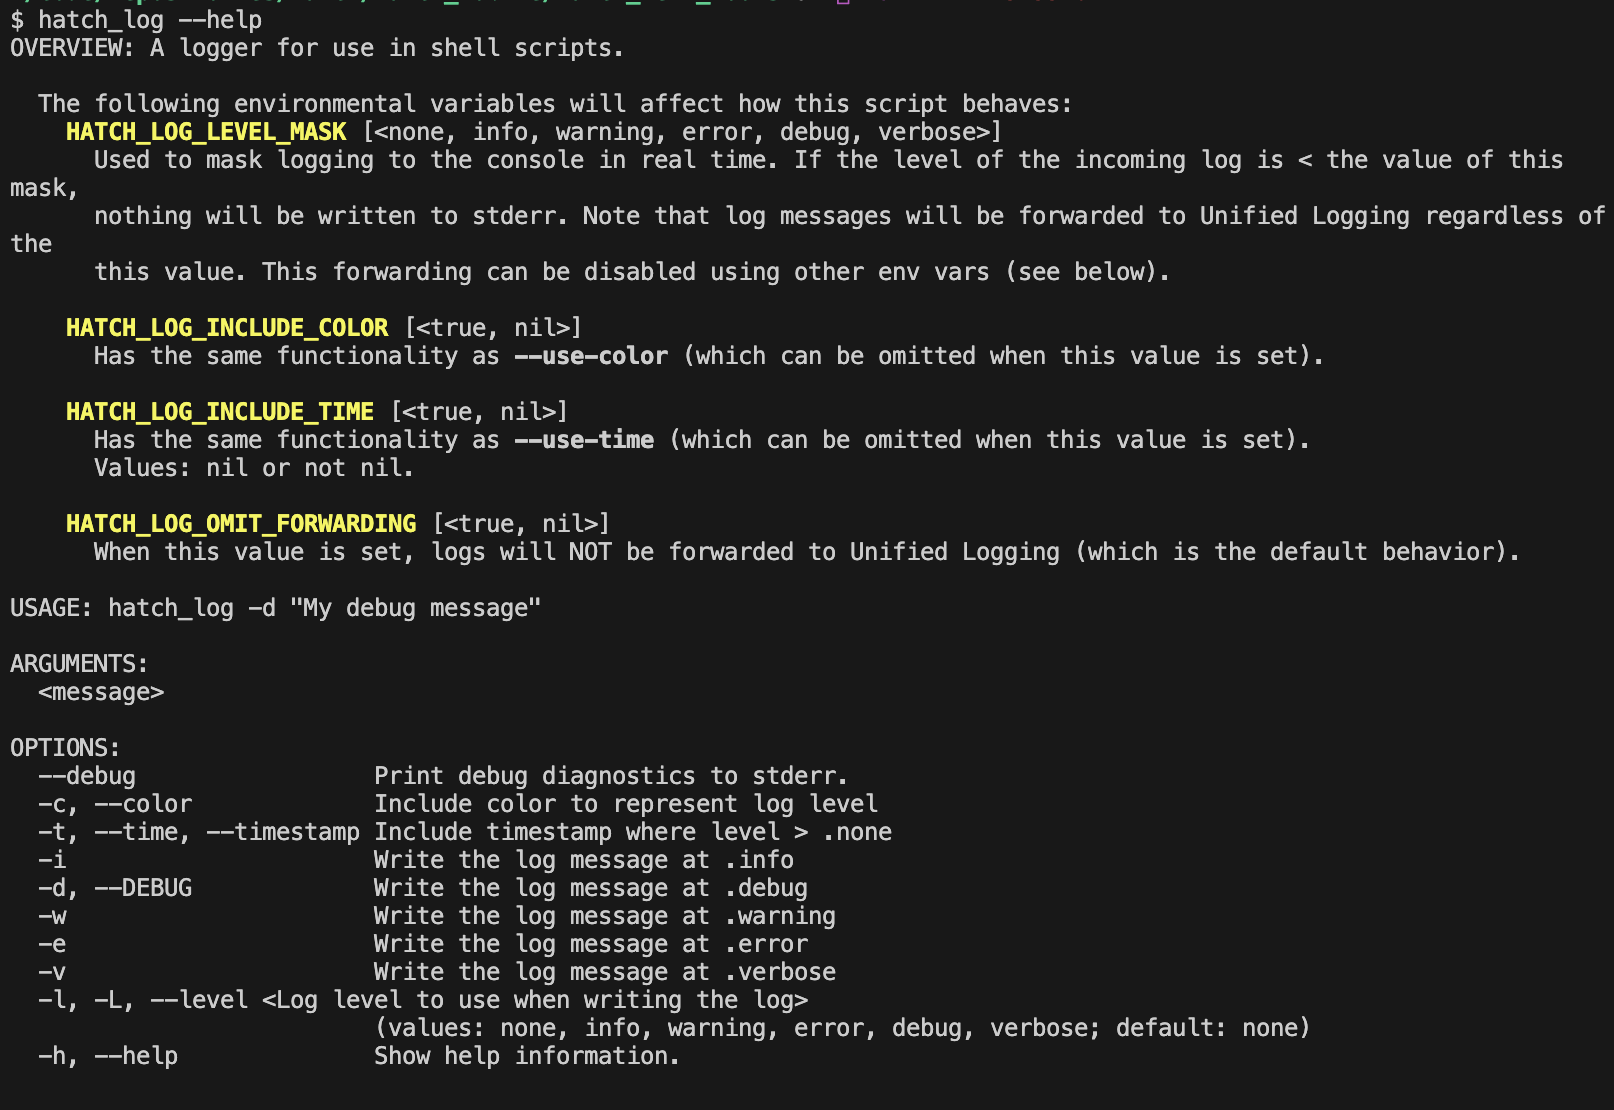 $ hatch_log --help
OVERVIEW: A logger for use in shell scripts.
The following environmental variables will affect how this script behaves:
HATCH_LOG_LEVEL_MASK [<none, info, warning, error, debug, verbose>]
Used to mask logging to the console in real time. If the level of the incoming log is < the value of this
mask,
nothing will be written to stderr. Note that log messages will be forwarded to Unified Logging regardless of
the
this value. This forwarding can be disabled using other env vars (see below).
HATCH_LOG_INCLUDE_COLOR [<true, nil>]
Has the same functionality as --use-color (which can be omitted when this value is set).
HATCH_LOG_INCLUDE_TIME [<true, nil>]
Has the same functionality as --use-time (which can be omitted when this value is set).
Values: nil or not nil.
HATCH_LOG_OMIT_FORWARDING [<true, nil>]
When this value is set, logs will NOT be forwarded to Unified Logging (which is the default behavior).
USAGE: hatch_log -d "My debug message"
ARGUMENTS:
<message>
OPTIONS:
--debug Print debug diagnostics to stderr.
-c, --color Include color to represent log level
-t, --time, --timestamp Include timestamp where level > .none
-i Write the log message at .info
-d, --DEBUG Write the log message at .debug
-w Write the log message at .warning
-e Write the log message at .error
-v Write the log message at .verbose
-l, -L, --level <Log level to use when writing the log>
(values: none, info, warning, error, debug, verbose; default: none)
-h, --help Show help information.